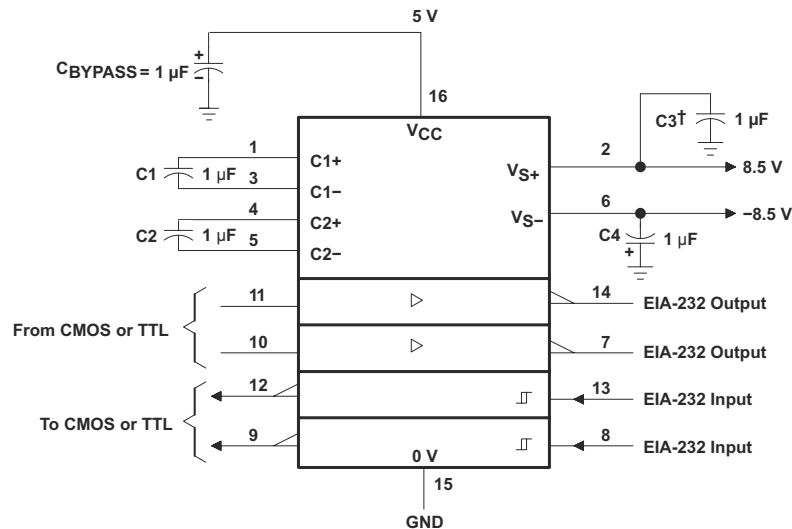 5 V
CBYPASS = 1 µF
+
−
16
VCC
C3† 1 µF
1
C1+
C1 1 µF
3
C1−
2
VS+
8.5 V
4
C2+
C2 1 µF
5
C2−
6
VS−
−8.5 V
C4 1 µF
+
11
14
EIA-232 Output
From CMOS or TTL
10
7
EIA-232 Output
12
13
EIA-232 Input
To CMOS or TTL
9
8
EIA-232 Input
0 V
15
GND